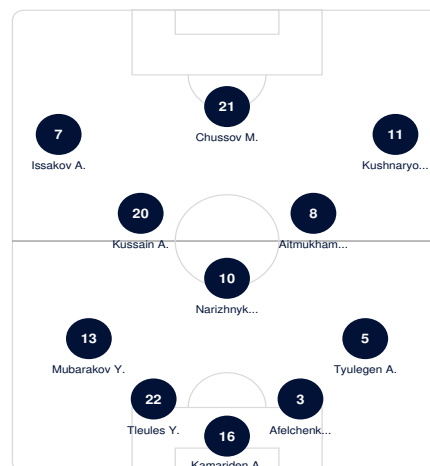 21
Chussov M.
7
Issakov A.
11
Kushnaryo...
20
Kussain A.
8
Aitmukham...
10
Narizhnyk...
13
Mubarakov Y.
5
Tyulegen A.
22
Tleules Y.
3
Afelchenk...
16
Kamariden A.